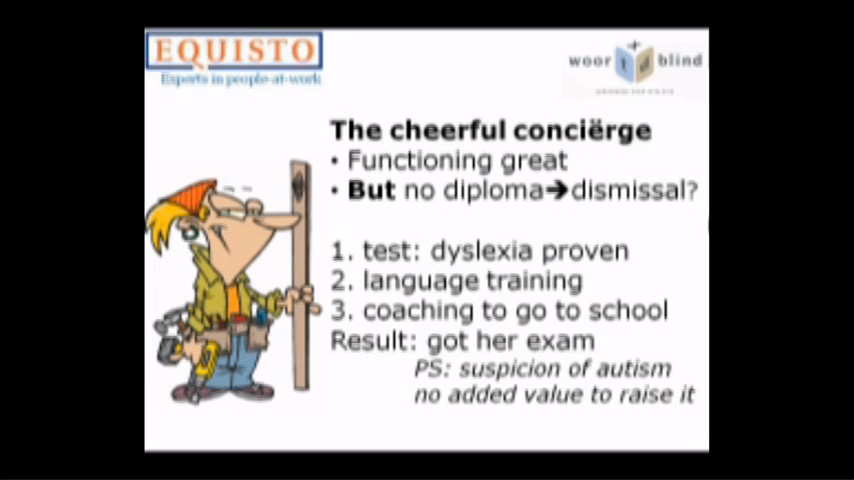 EQUISTO
Experts in people-at-work
woor t d blind
The cheerful conciërge
• Functioning great
• But no diploma➔dismissal?
1. test: dyslexia proven
2. language training
3. coaching to go to school
Result: got her exam
PS: suspicion of autism
no added value to raise it